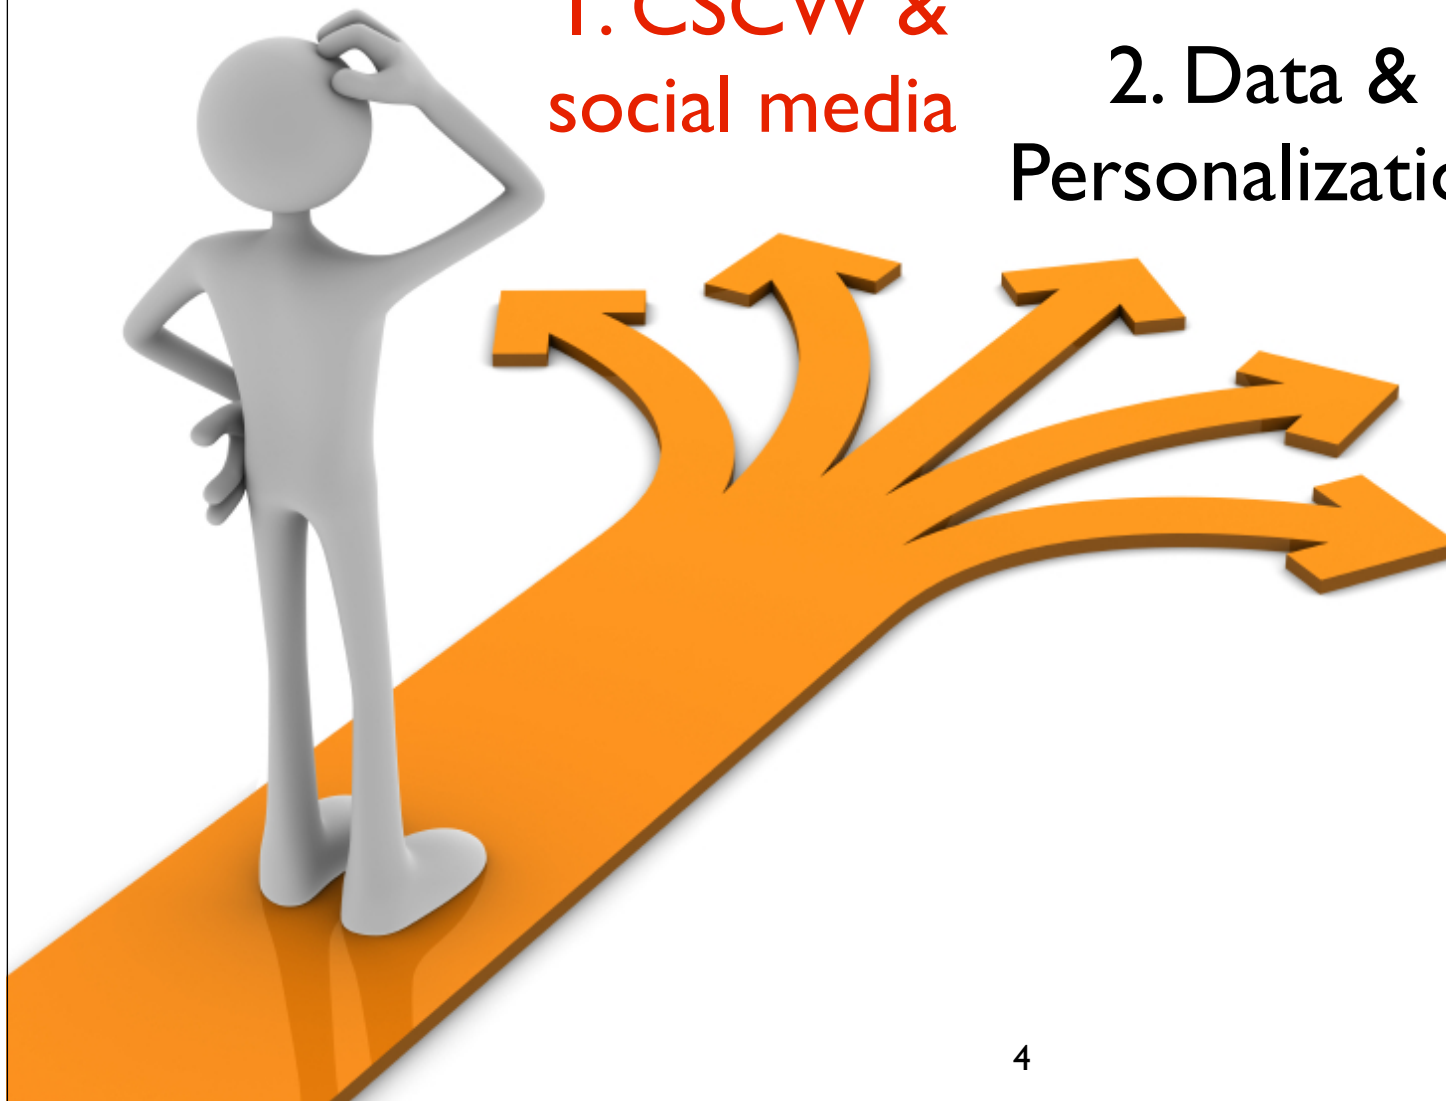 1. CSCW &
social media
2. Data &
Personalizatio
4